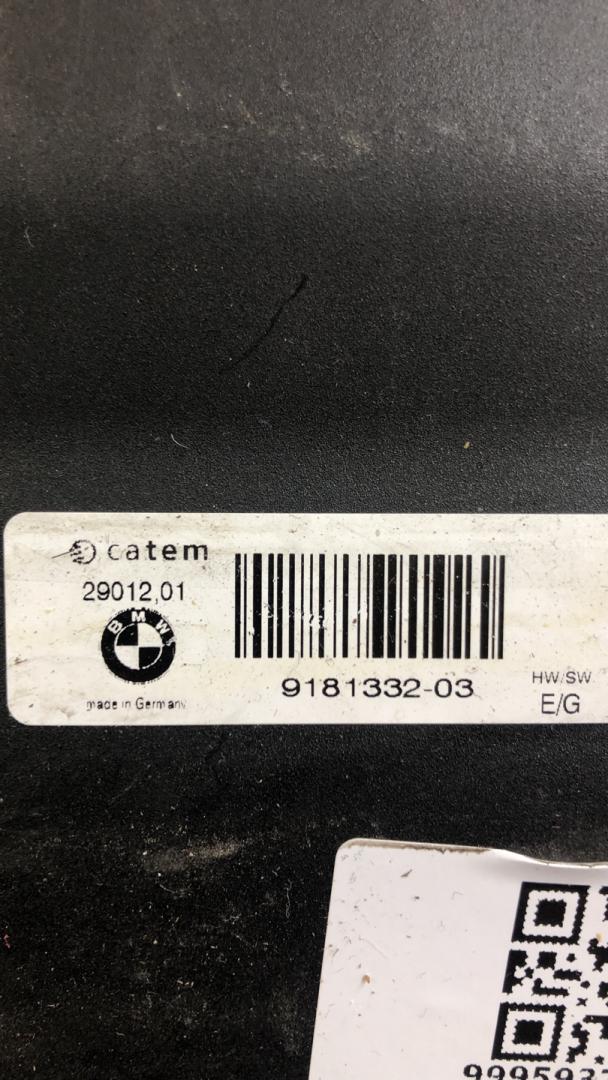 catem
29012,01
BMW
made in Germany
9181332-03
HW/SW
E/G